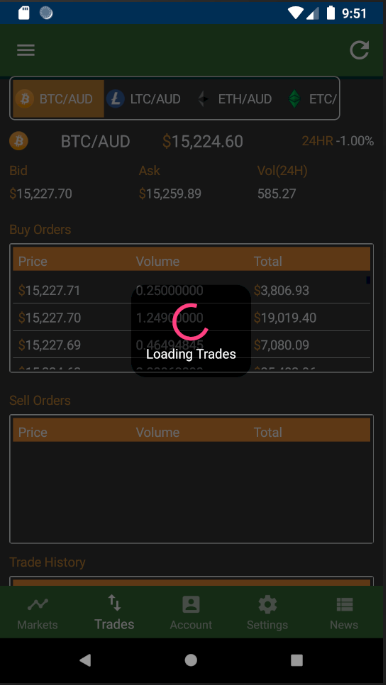 9:51
BTC/AUD LTC/AUD ETH/AUD ETC/
BTC/AUD $15,224.60 24HR -1.00%
Bid Ask Vol(24H)
$15,227.70 $15,259.89 585.27
Buy Orders
Price Volume Total
$15,227.71 0.25000000 $3,806.93
$15,227.70 1.24900000 $19,019.40
$15,227.69 0.46494845 $7,080.09
Loading Trades
Sell Orders
Price Volume Total
Trade History
Markets Trades Account Settings News